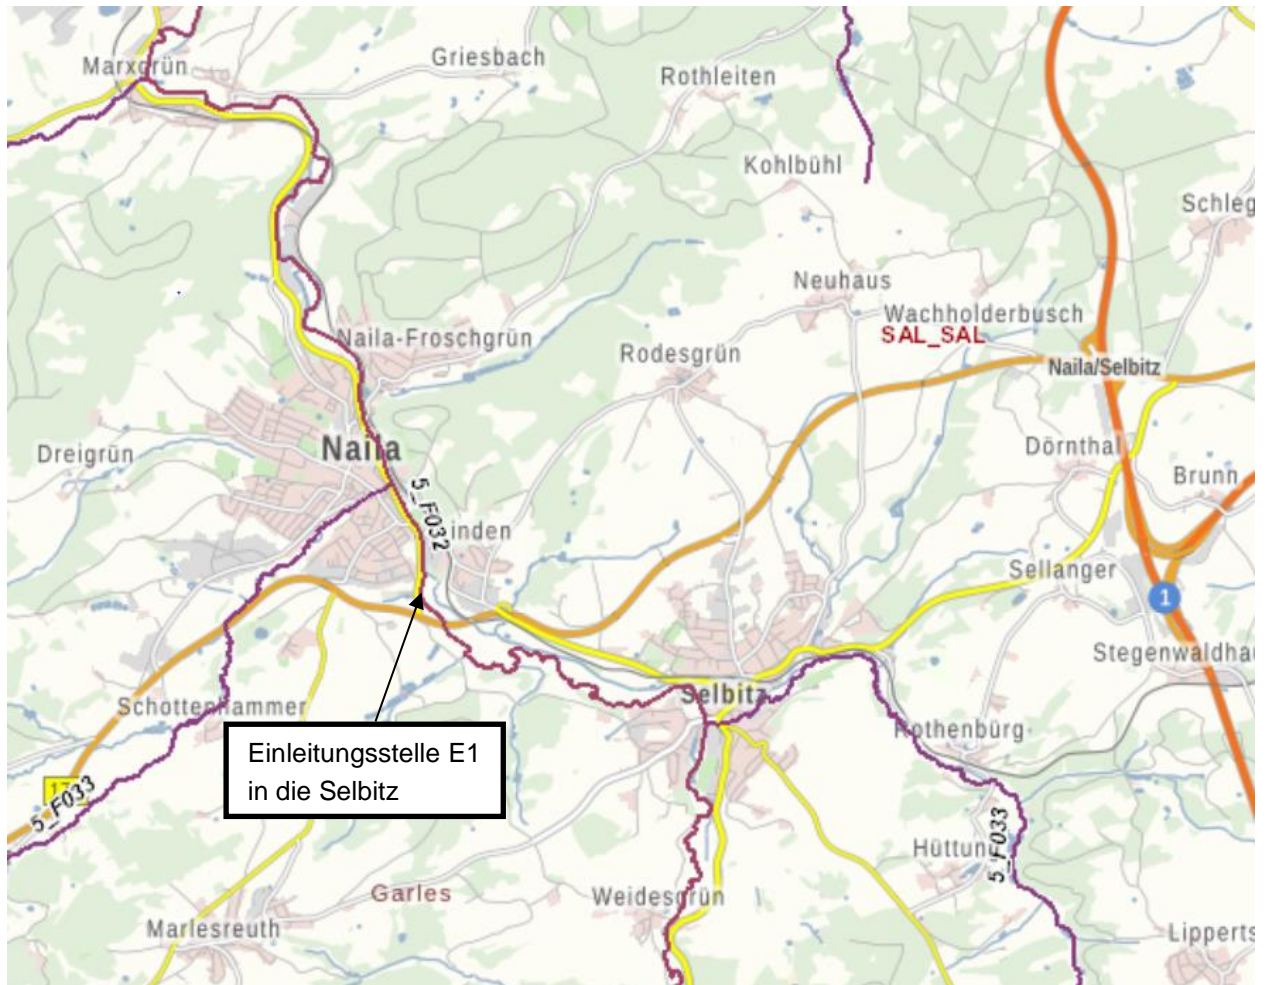 Marxgrün
Griesbach
Rothleiten
Kohlbühl
Schleg
Neuhaus
Wachholderbusch
SAL_SAL
Naila-Froschgrün
Rodesgrün
Naila/Selbitz
Naila
Dreigrün
Dörnthal
Brunn
5_F032
inden
Sellanger
1
Stegenwaldhau
Schottenhammer
Selbitz
Rothenbürg
Einleitungsstelle E1
in die Selbitz
5_F033
5_F033
Hüttung
Garles
Weidesgrün
Marlesreuth
Lipperts